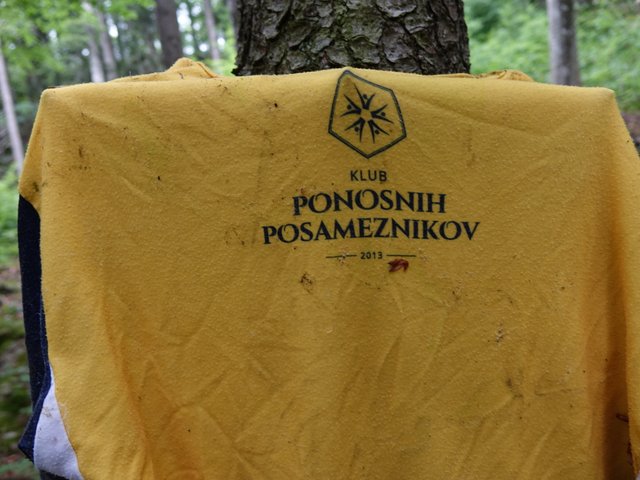 KLUB
PONOSNIH
POSAMEZNIKOV
2013